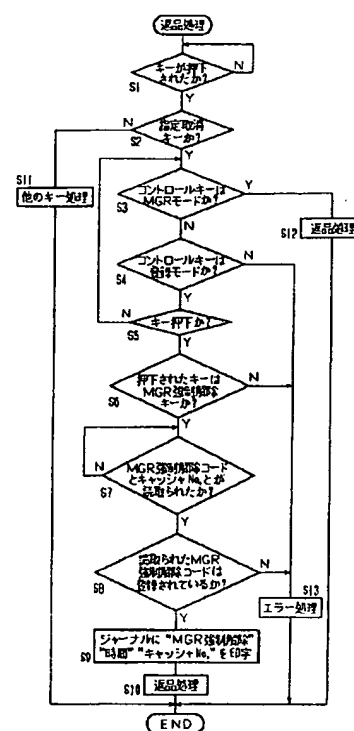 返品処理
キーが押下
されたか?
N
S1
Y
N
指定取消
キーか?
S2
Y
S11
他のキー処理
コントロールキーは
MGRモードか?
Y
S3
N
S12
返品処理
コントロールキーは
登録モードか?
N
S4
Y
N
キー押下か?
S5
Y
押下されたキーは
MGR強制解除
キーか?
N
S6
Y
MGR強制解除コード
とキャッシャNo.とが
読取られたか?
N
S7
Y
読取られたMGR
強制解除コードは
登録されているか?
N
S8
Y
S13
エラー処理
ジャーナルに "MGR強制解除"
"時間" "キャッシャNo." を印字
S9
返品処理
S10
END